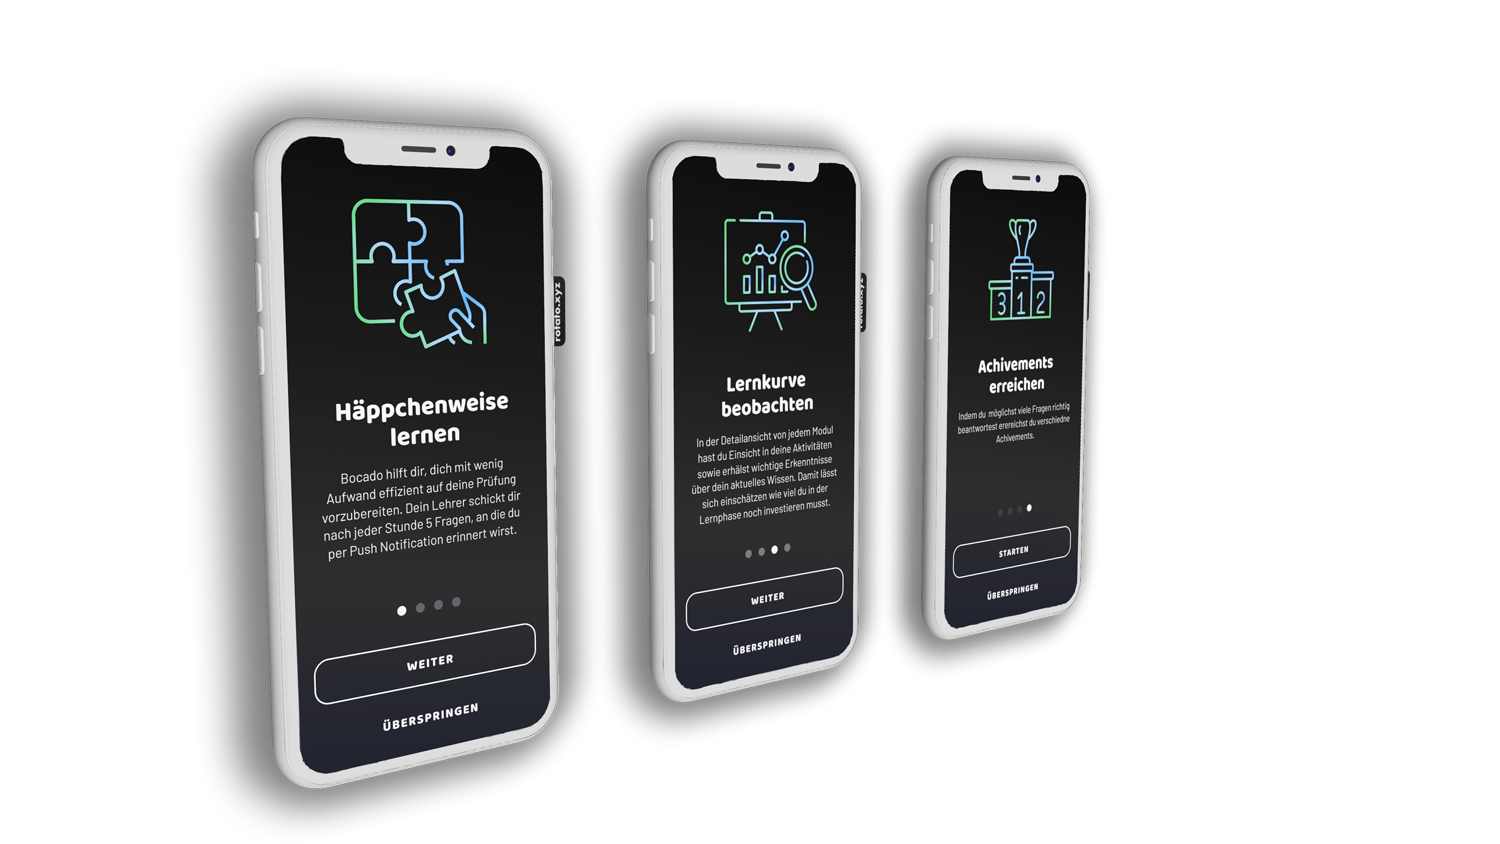 Häppchenweise
lernen
Bocado hilft dir, dich mit wenig
Aufwand effizient auf deine Prüfung
vorzubereiten. Dein Lehrer schickt dir
nach jeder Stunde 5 Fragen, an die du
per Push Notification erinnert wirst.
WEITER
ÜBERSPRINGEN
rolalo.xyz
Lernkurve
beobachten
In der Detailansicht von jedem Modul
hast du Einsicht in deine Aktivitäten
sowie erhälst wichtige Erkenntnisse
über dein aktuelles Wissen. Damit lässt
sich einschätzen wie viel du in der
Lernphase noch investieren musst.
WEITER
ÜBERSPRINGEN
rolalo.xyz
3 1 2
Achivements
erreichen
Indem du möglichst viele Fragen richtig
beantwortest erereichst du verschiedne
Achivements.
STARTEN
ÜBERSPRINGEN